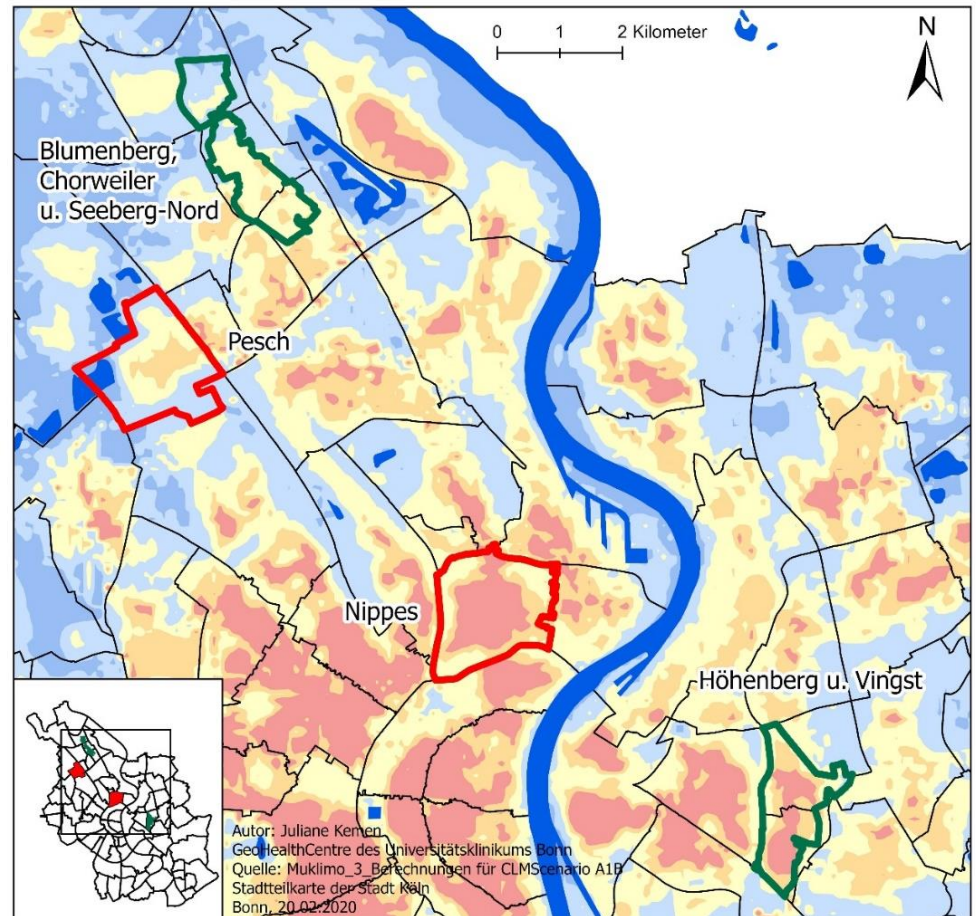 0 1 2 Kilometer
N
Blumenberg,
Chorweiler
u. Seeberg-Nord
Pesch
Nippes
Höhenberg u. Vingst
Autor: Juliane Kemen
GeoHealthCentre des Universitätsklinikums Bonn
Quelle: Muklimo_3_Berechnungen für CLMScenario A1B
Stadtteilkarte der Stadt Köln
Bonn, 20.02.2020